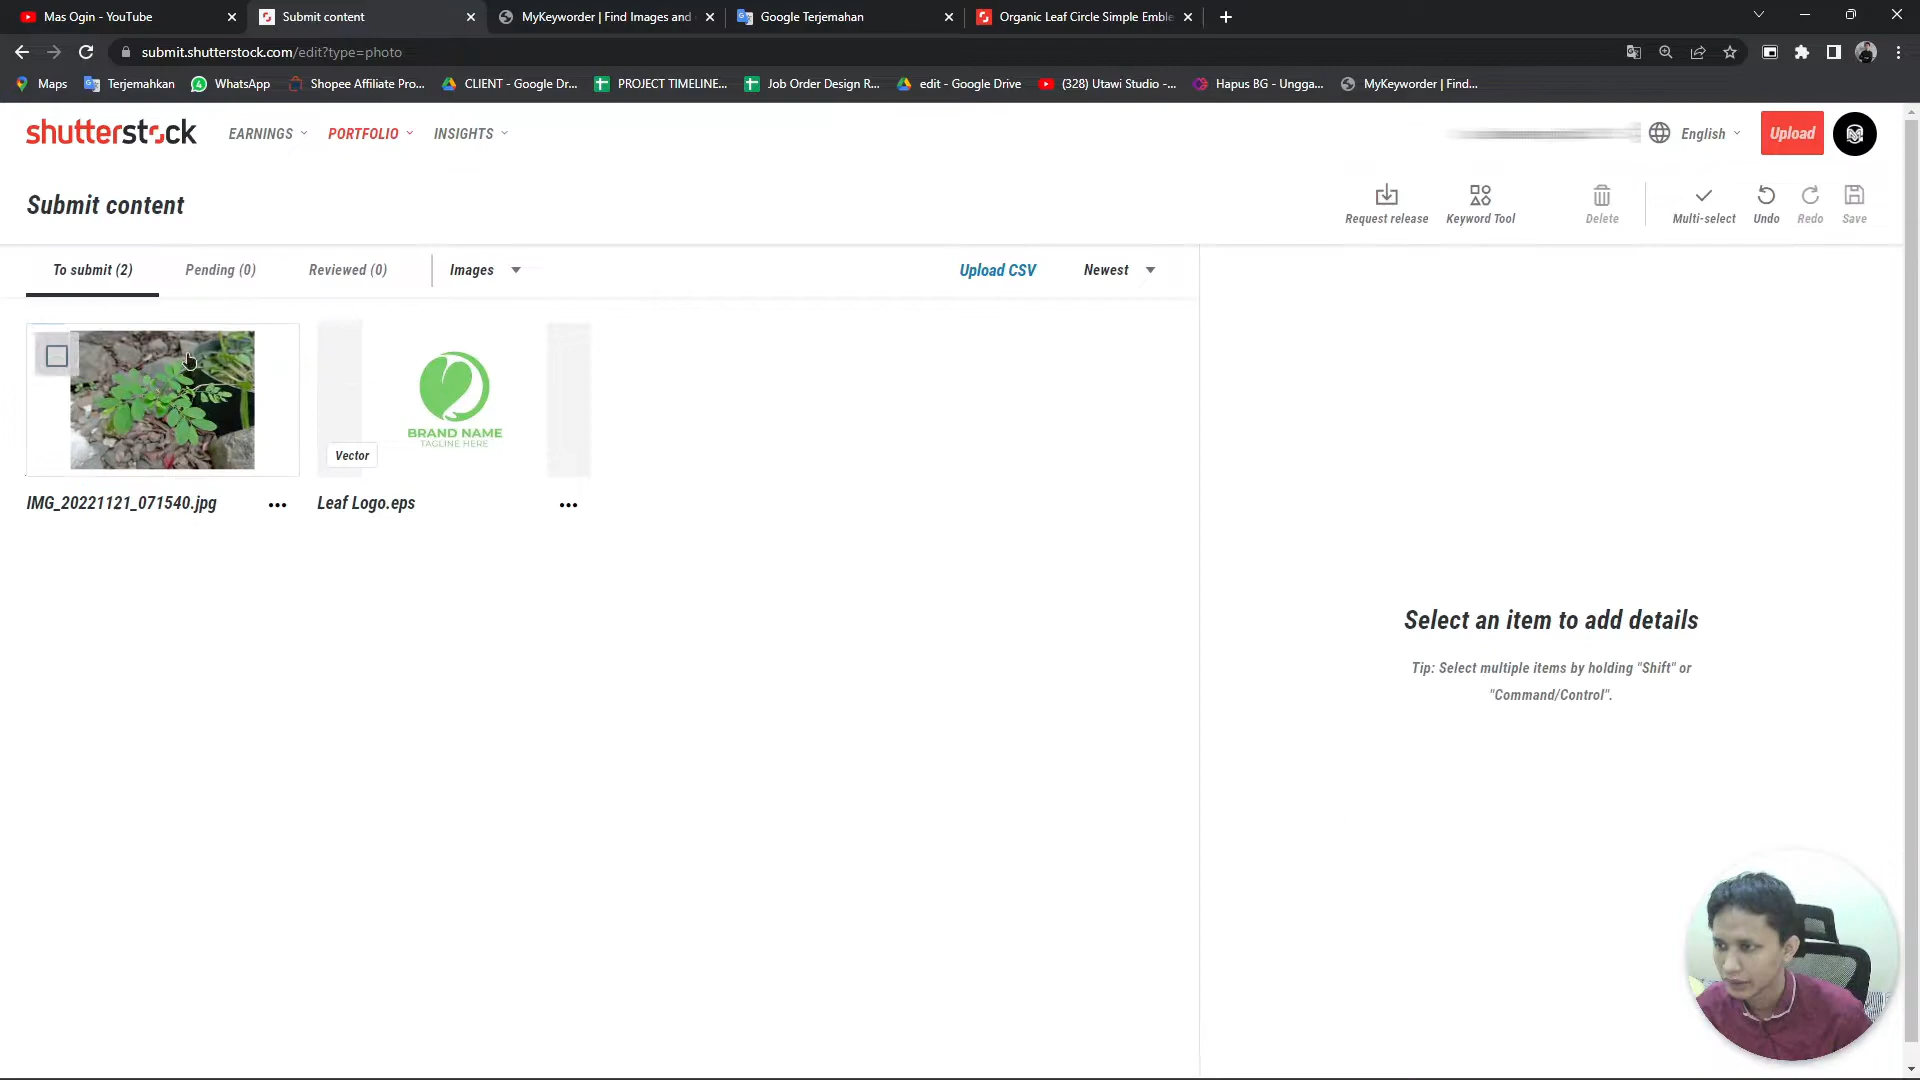 Mas Ogin - YouTube
Submit content
MyKeyworder | Find Images and
Google Terjemahan
Organic Leaf Circle Simple Emble
submit.shutterstock.com/edit?type=photo
Maps
Terjemahkan
WhatsApp
Shopee Affiliate Pro...
CLIENT - Google Dr...
PROJECT TIMELINE...
Job Order Design R...
edit - Google Drive
(328) Utawi Studio -...
Hapus BG - Ungga...
MyKeyworder | Find...
shutterstock
EARNINGS
PORTFOLIO
INSIGHTS
English
Upload
Submit content
Request release
Keyword Tool
Delete
Multi-select
Undo
Redo
Save
To submit (2)
Pending (0)
Reviewed (0)
Images
Upload CSV
Newest
BRAND NAME
TAGLINE HERE
Vector
IMG_20221121_071540.jpg
Leaf Logo.eps
Select an item to add details
Tip: Select multiple items by holding "Shift" or
"Command/Control".